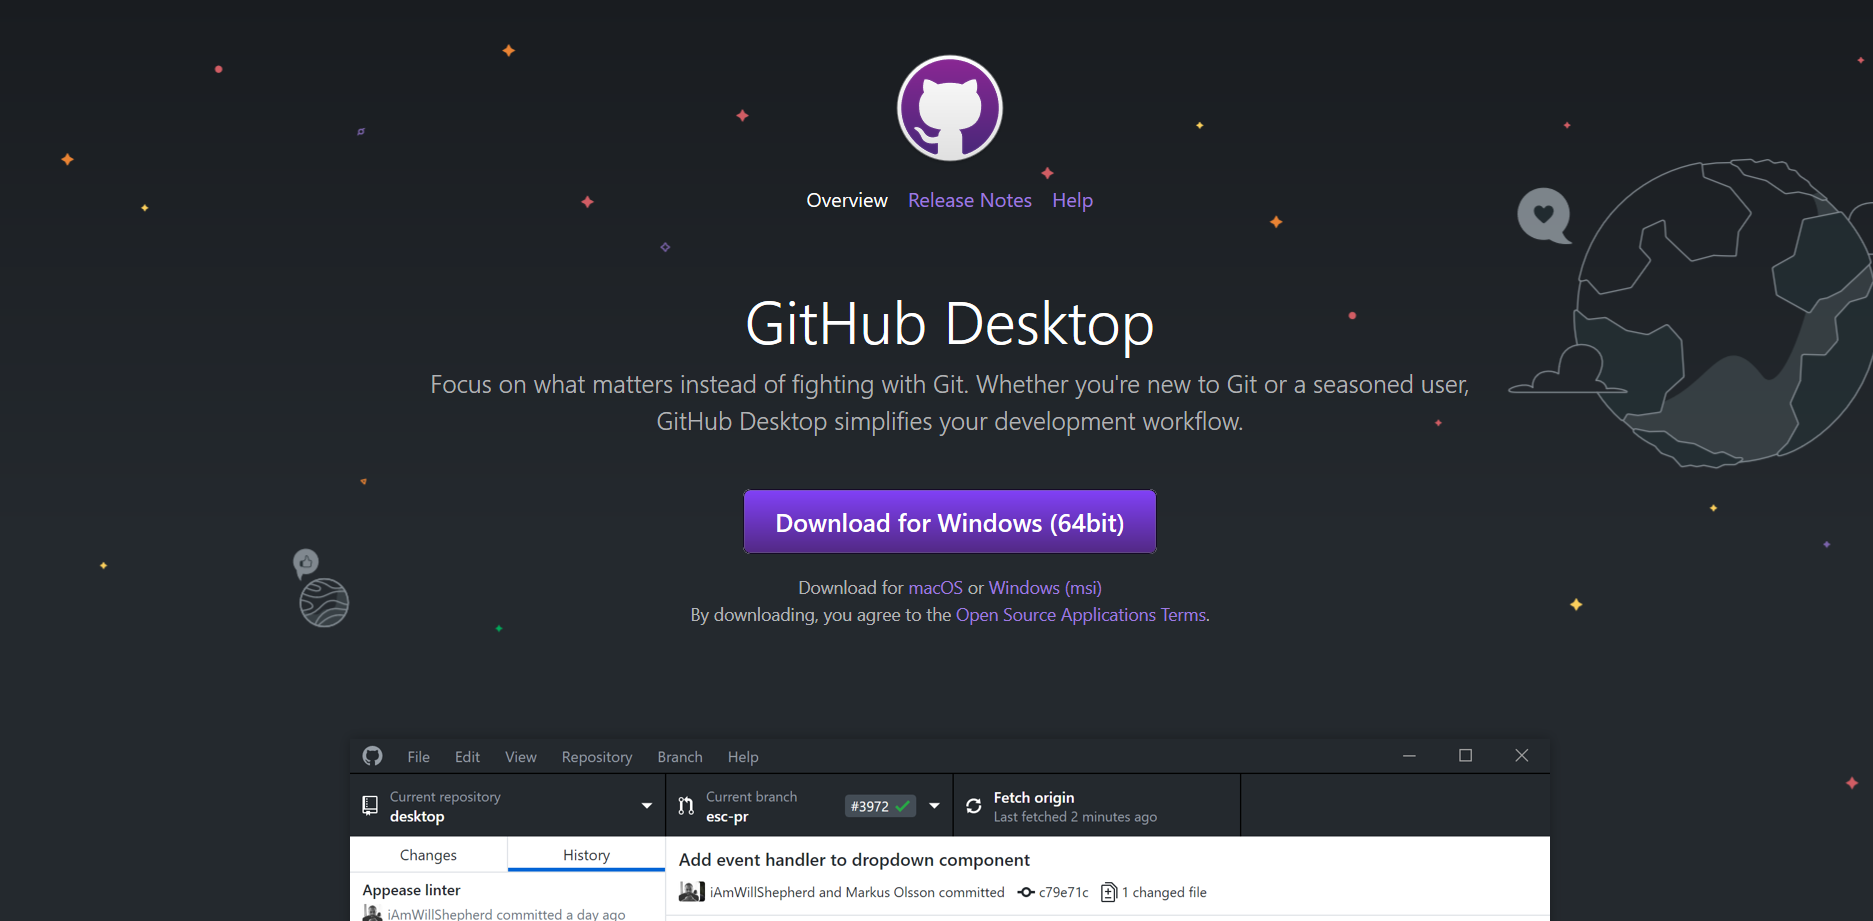 Overview Release Notes Help
GitHub Desktop
Focus on what matters instead of fighting with Git. Whether you're new to Git or a seasoned user,
GitHub Desktop simplifies your development workflow.
Download for Windows (64bit)
Download for macOS or Windows (msi)
By downloading, you agree to the Open Source Applications Terms.
File Edit View Repository Branch Help
Current repository
desktop
Current branch
esc-pr
#3972
Fetch origin
Last fetched 2 minutes ago
Changes History
Add event handler to dropdown component
iAmWillShepherd and Markus Olsson committed c79e71c 1 changed file
Appease linter
iAmWillShepherd committed a day ago